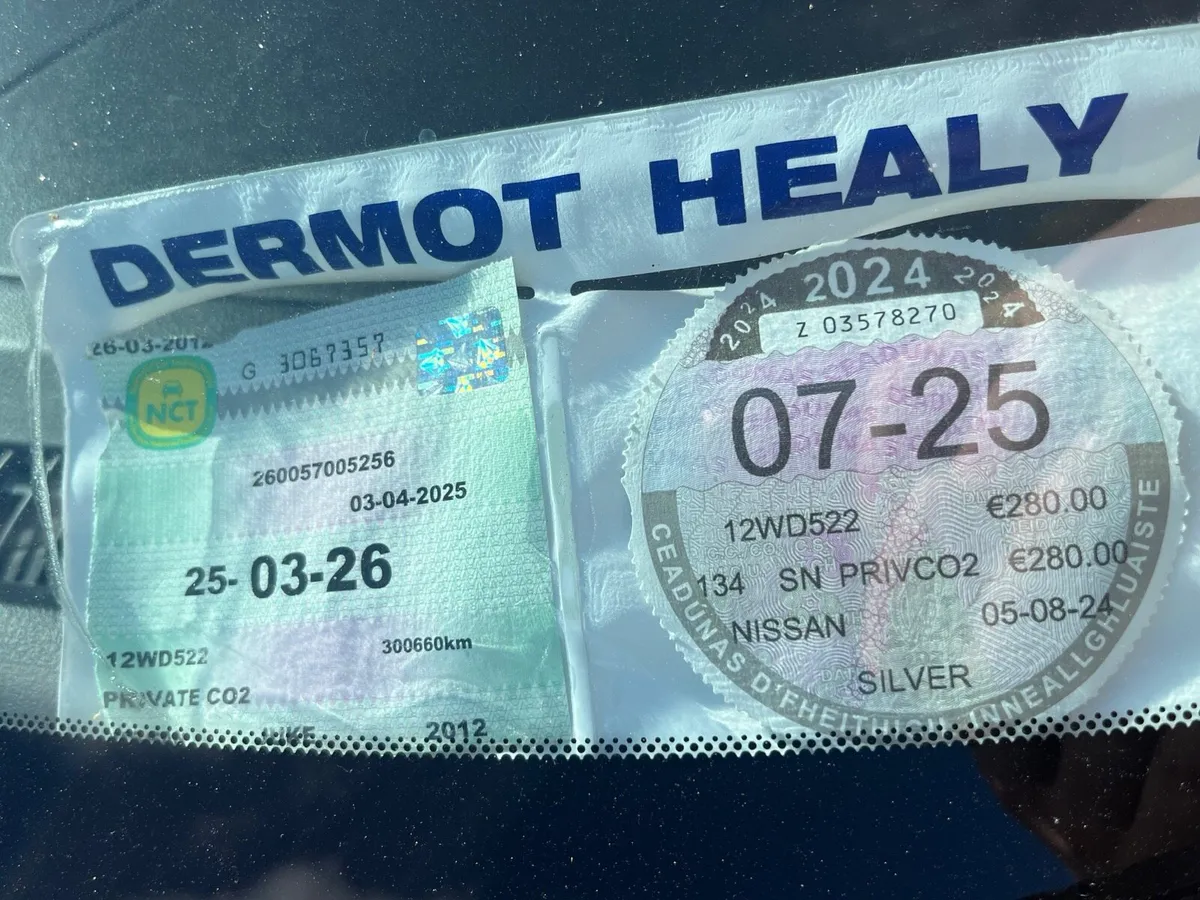 DERMOT HEALY
26-03-2012
G 3067357
NCT
260057005256
03-04-2025
25-03-26
300660km
12WD522
PRIVATE CO2
2012
2024 2024 2024
Z 03578270
07-25
12WD522 €280.00
134 SN PRIVCO2 €280.00
NISSAN 05-08-24
SILVER
CEADÚNAS D'FHEITHICIL INNEALLGHLUAISTE